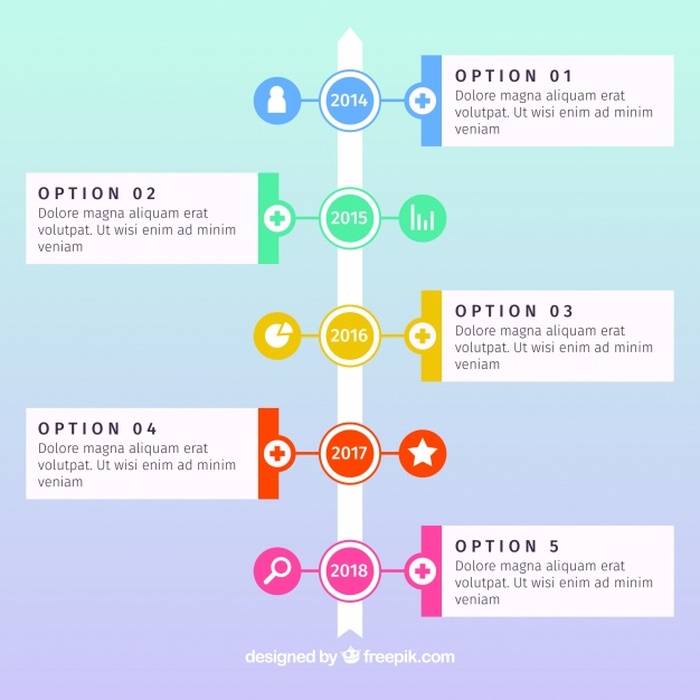 2014
OPTION 01
Dolore magna aliquam erat
volutpat. Ut wisi enim ad minim
veniam
OPTION 02
Dolore magna aliquam erat
volutpat. Ut wisi enim ad minim
veniam
2015
2016
OPTION 03
Dolore magna aliquam erat
volutpat. Ut wisi enim ad minim
veniam
OPTION 04
Dolore magna aliquam erat
volutpat. Ut wisi enim ad minim
veniam
2017
2018
OPTION 5
Dolore magna aliquam erat
volutpat. Ut wisi enim ad minim
veniam
designed by freepik.com